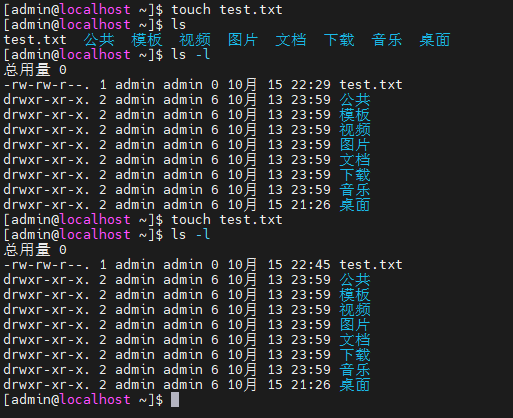 [admin@localhost ~]$ touch test.txt
[admin@localhost ~]$ ls
test.txt 公共 模板 视频 图片 文档 下载 音乐 桌面
[admin@localhost ~]$ ls -l
总用量 0
-rw-rw-r--. 1 admin admin 0 10月 15 22:29 test.txt
drwxr-xr-x. 2 admin admin 6 10月 13 23:59 公共
drwxr-xr-x. 2 admin admin 6 10月 13 23:59 模板
drwxr-xr-x. 2 admin admin 6 10月 13 23:59 视频
drwxr-xr-x. 2 admin admin 6 10月 13 23:59 图片
drwxr-xr-x. 2 admin admin 6 10月 13 23:59 文档
drwxr-xr-x. 2 admin admin 6 10月 13 23:59 下载
drwxr-xr-x. 2 admin admin 6 10月 13 23:59 音乐
drwxr-xr-x. 2 admin admin 6 10月 15 21:26 桌面
[admin@localhost ~]$ touch test.txt
[admin@localhost ~]$ ls -l
总用量 0
-rw-rw-r--. 1 admin admin 0 10月 15 22:45 test.txt
drwxr-xr-x. 2 admin admin 6 10月 13 23:59 公共
drwxr-xr-x. 2 admin admin 6 10月 13 23:59 模板
drwxr-xr-x. 2 admin admin 6 10月 13 23:59 视频
drwxr-xr-x. 2 admin admin 6 10月 13 23:59 图片
drwxr-xr-x. 2 admin admin 6 10月 13 23:59 文档
drwxr-xr-x. 2 admin admin 6 10月 13 23:59 下载
drwxr-xr-x. 2 admin admin 6 10月 13 23:59 音乐
drwxr-xr-x. 2 admin admin 6 10月 15 21:26 桌面
[admin@localhost ~]$